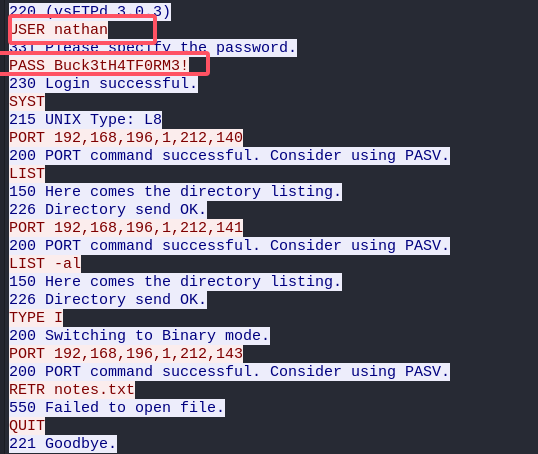 220 (vsFTPd 3.0.3)
USER nathan
331 Please specify the password.
PASS Buck3tH4TF0RM3!
230 Login successful.
SYST
215 UNIX Type: L8
PORT 192,168,196,1,212,140
200 PORT command successful. Consider using PASV.
LIST
150 Here comes the directory listing.
226 Directory send OK.
PORT 192,168,196,1,212,141
200 PORT command successful. Consider using PASV.
LIST -al
150 Here comes the directory listing.
226 Directory send OK.
TYPE I
200 Switching to Binary mode.
PORT 192,168,196,1,212,143
200 PORT command successful. Consider using PASV.
RETR notes.txt
550 Failed to open file.
QUIT
221 Goodbye.